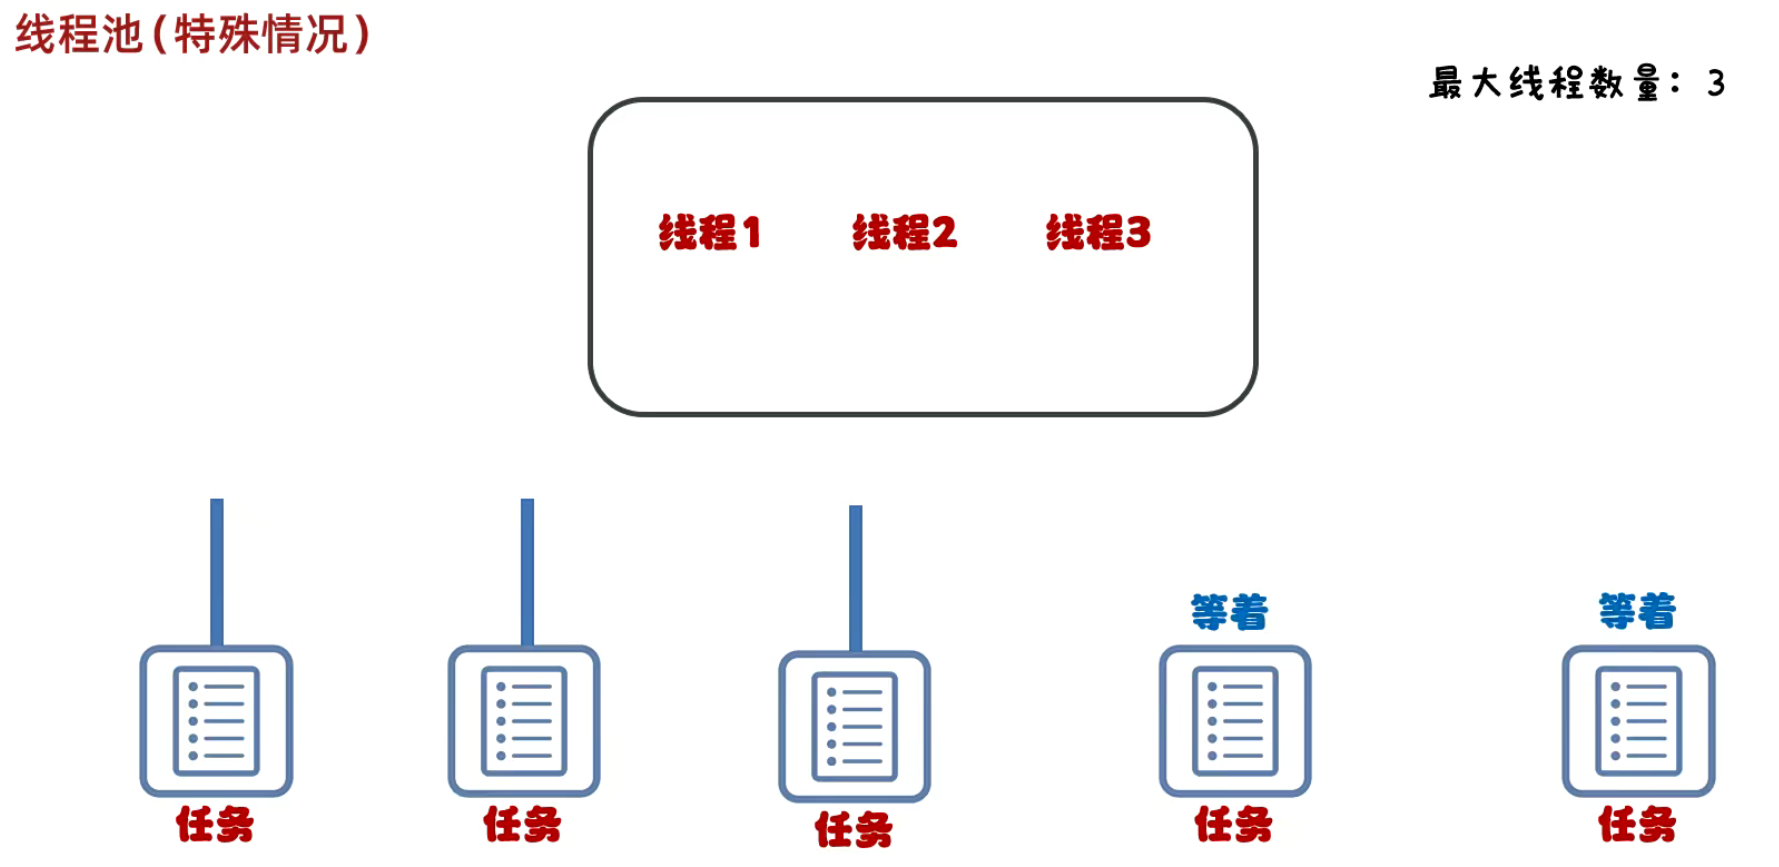 线程池(特殊情况)
最大线程数量：3
线程1 线程2 线程3
等着 等着
任务 任务 任务 任务 任务